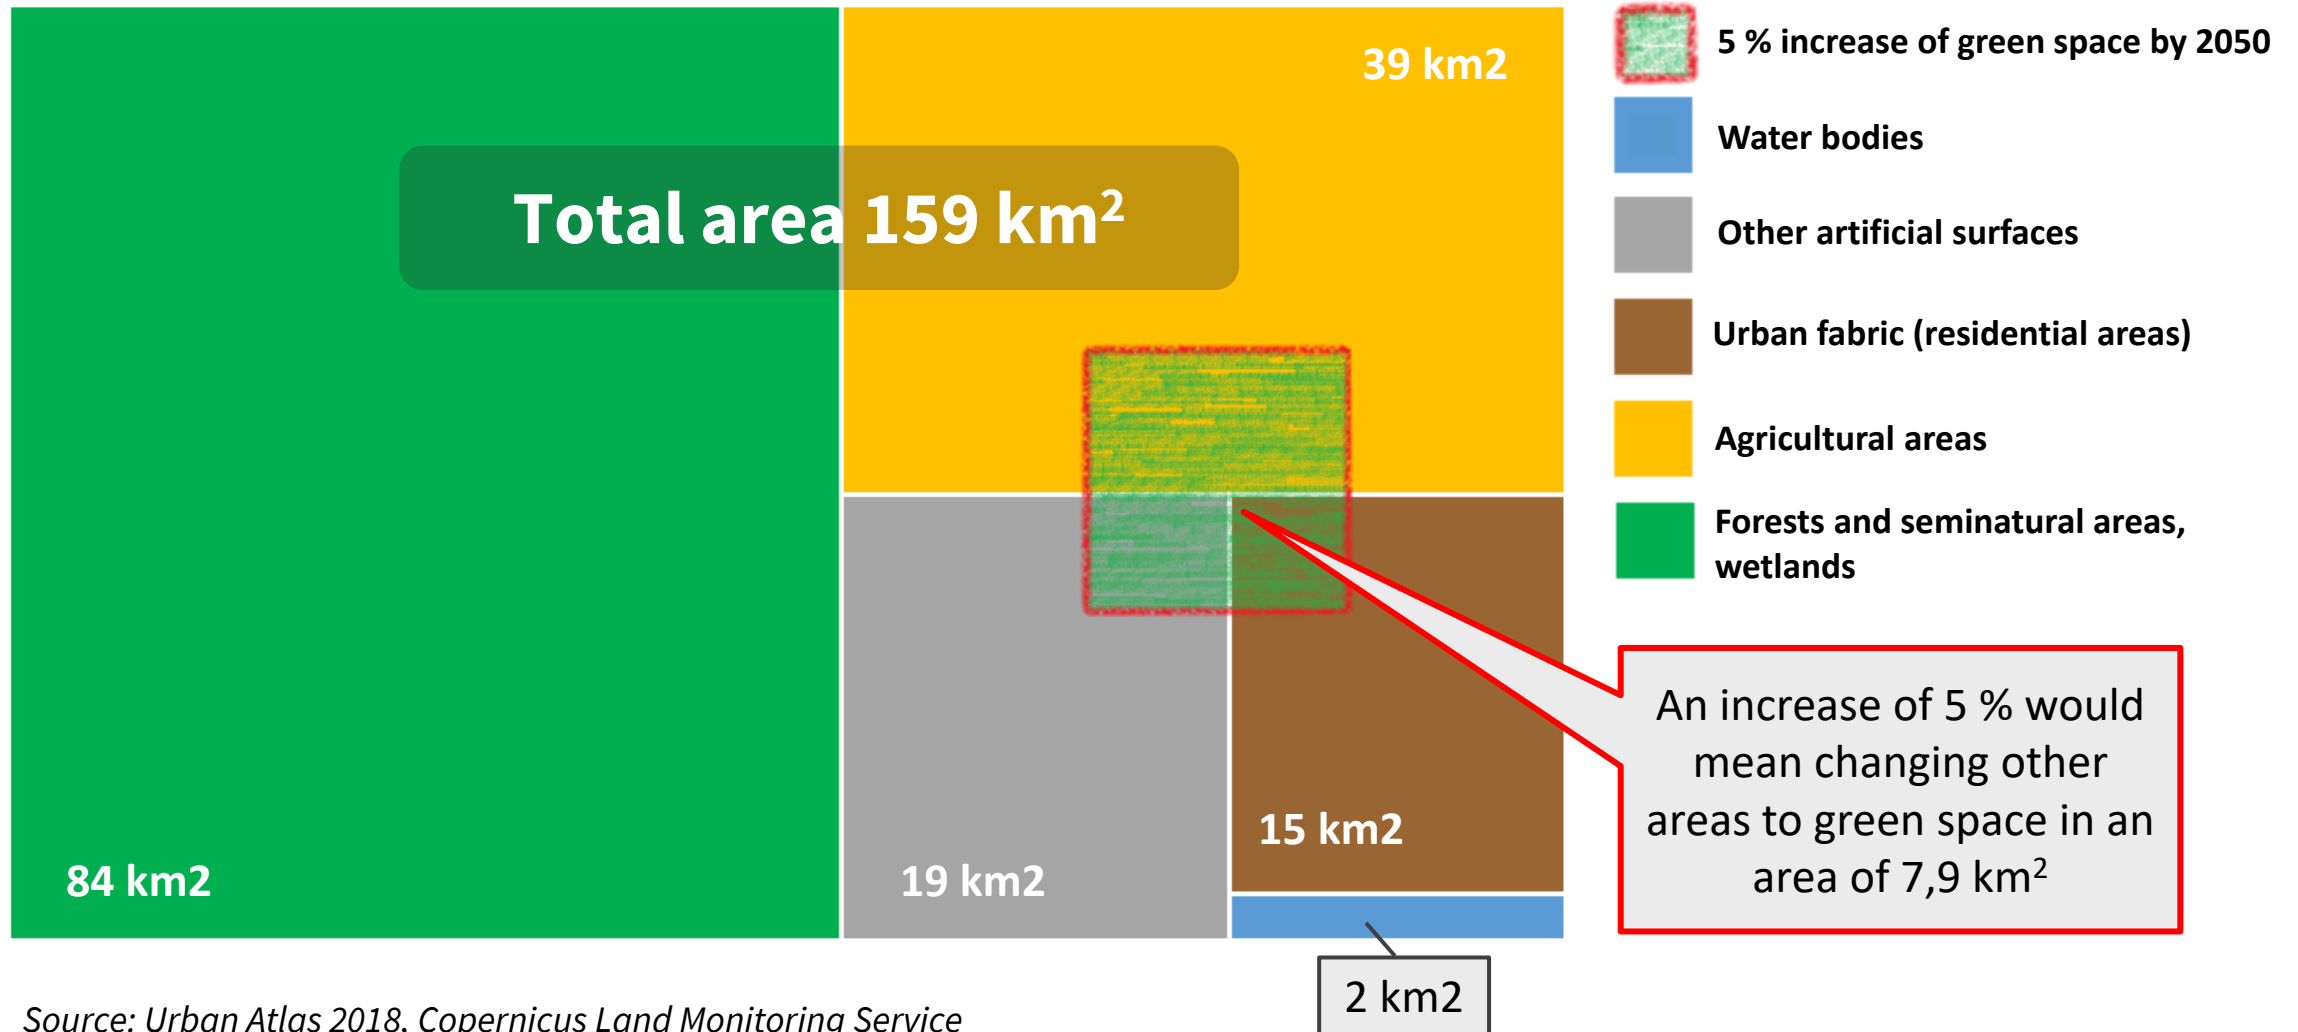 39 km2
Total area 159 km²
84 km2
19 km2
15 km2
2 km2
5 % increase of green space by 2050
Water bodies
Other artificial surfaces
Urban fabric (residential areas)
Agricultural areas
Forests and seminatural areas,
wetlands
An increase of 5 % would
mean changing other
areas to green space in an
area of 7,9 km²
Source: Urban Atlas 2018, Copernicus Land Monitoring Service